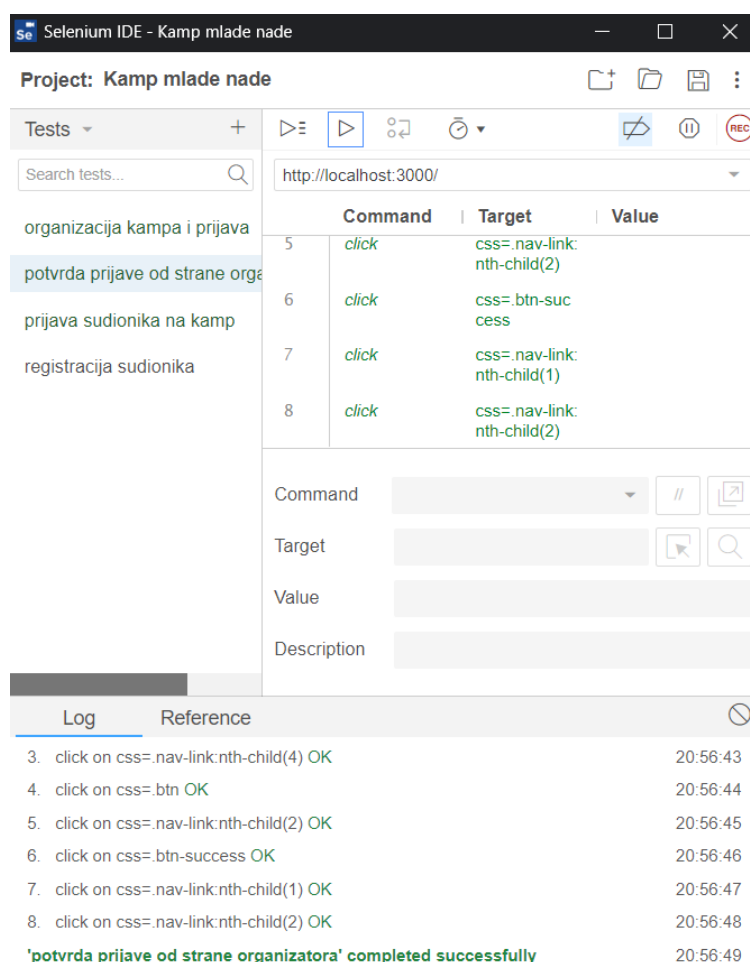 Se Selenium IDE - Kamp mlade nade
Project: Kamp mlade nade
Tests
Search tests...
organizacija kampa i prijava
potvrda prijave od strane orga
prijava sudionika na kamp
registracija sudionika
REC
http://localhost:3000/
Command Target Value
5 click css=.nav-link:
nth-child(2)
6 click css=.btn-suc
cess
7 click css=.nav-link:
nth-child(1)
8 click css=.nav-link:
nth-child(2)
Command //
Target
Value
Description
Log Reference
3. click on css=.nav-link:nth-child(4) OK 20:56:43
4. click on css=.btn OK 20:56:44
5. click on css=.nav-link:nth-child(2) OK 20:56:45
6. click on css=.btn-success OK 20:56:46
7. click on css=.nav-link:nth-child(1) OK 20:56:47
8. click on css=.nav-link:nth-child(2) OK 20:56:48
'potvrda prijave od strane organizatora' completed successfully 20:56:49